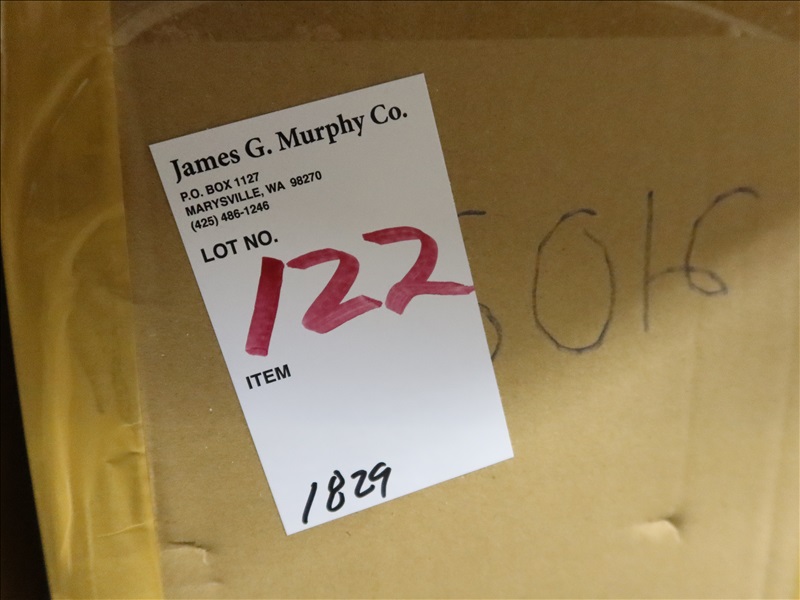 James G. Murphy Co.
P.O. BOX 1127
MARYSVILLE, WA 98270
(425) 486-1246
LOT NO.
122
ITEM
1829
5016